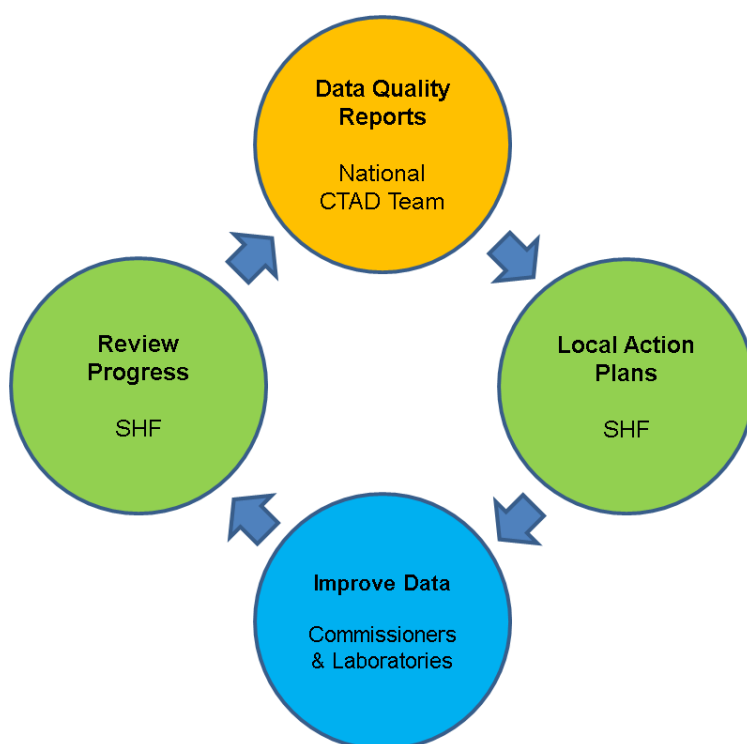 Data Quality
Reports
National
CTAD Team
Review
Progress
SHF
Local Action
Plans
SHF
Improve Data
Commissioners
& Laboratories